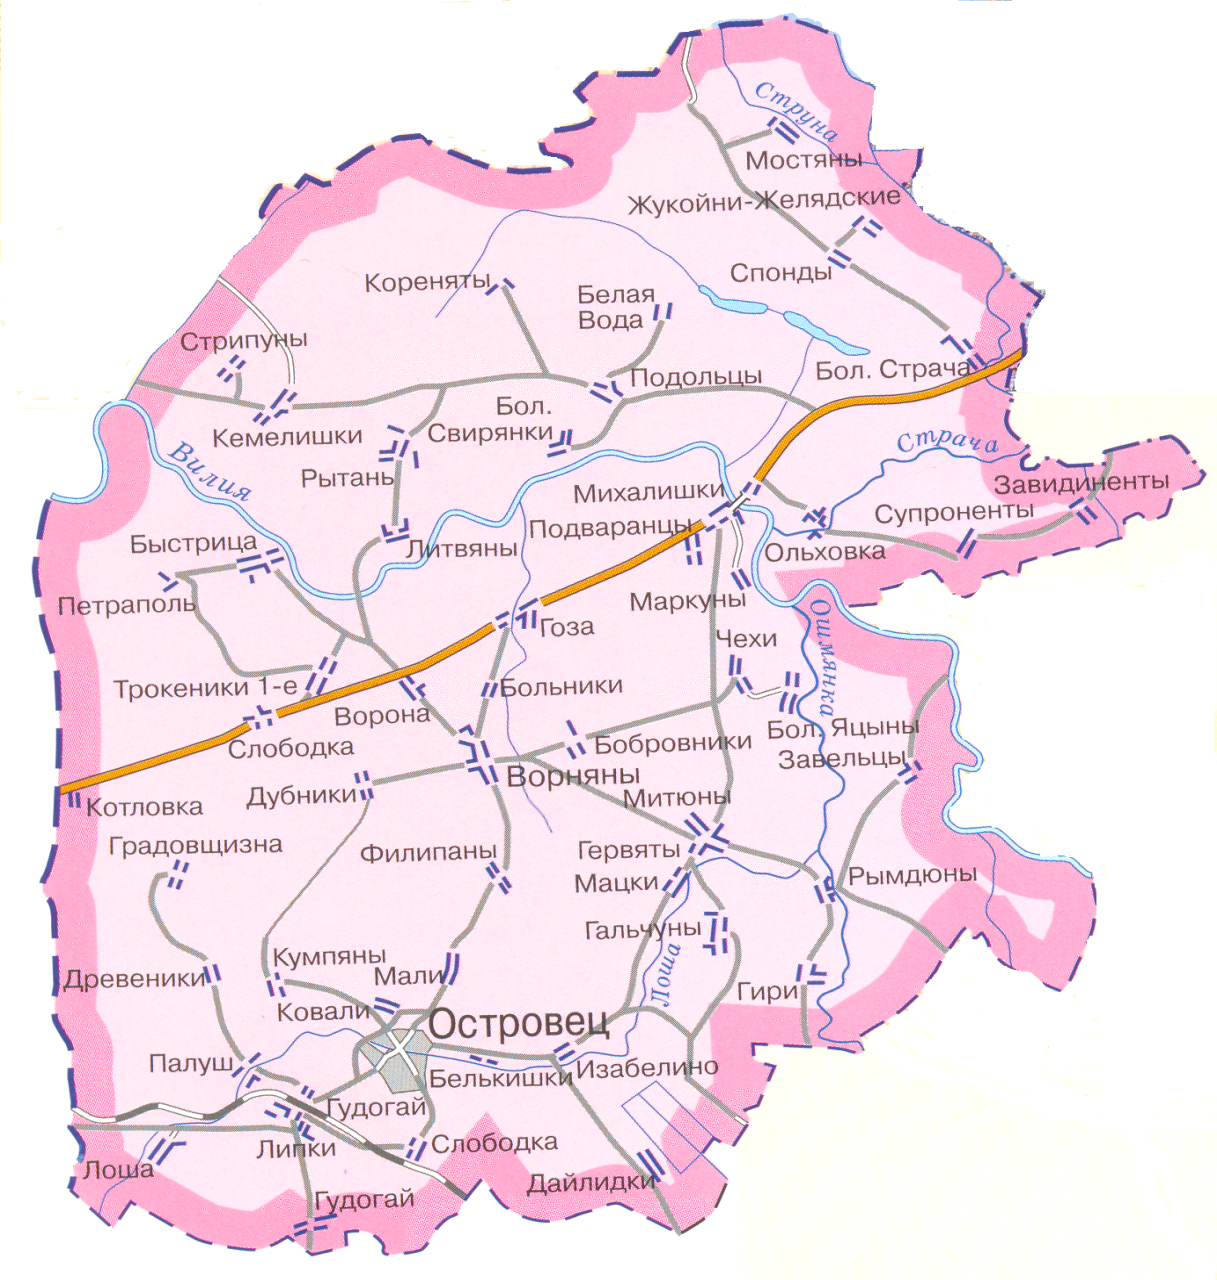 Струна
Мостяны
Жукойни-Желядские
Спонды
Кореняты
Белая
Вода
Стрипуны
Подольцы
Бол. Страча
Бол.
Свирянки
Кемелишки
Рытань
Вилия
Страча
Завидиненты
Михалишки
Супроненты
Подваранцы
Быстрица
Литвяны
Ольховка
Петраполь
Маркуны
Гоза
Ошмянка
Чехи
Трокеники 1-е
Больники
Ворона
Слободка
Бол. Яцыны
Бобровники
Завельцы
Ворняны
Дубники
Котловка
Митюны
Градовщизна
Филипаны
Гервяты
Мацки
Рымдюны
Гальчуны
Лоша
Кумпяны
Древеники
Мали
Гири
Ковали
Островец
Палуш
Белькишки
Изабелино
Гудогай
Липки
Слободка
Лоша
Дайлидки
Гудогай